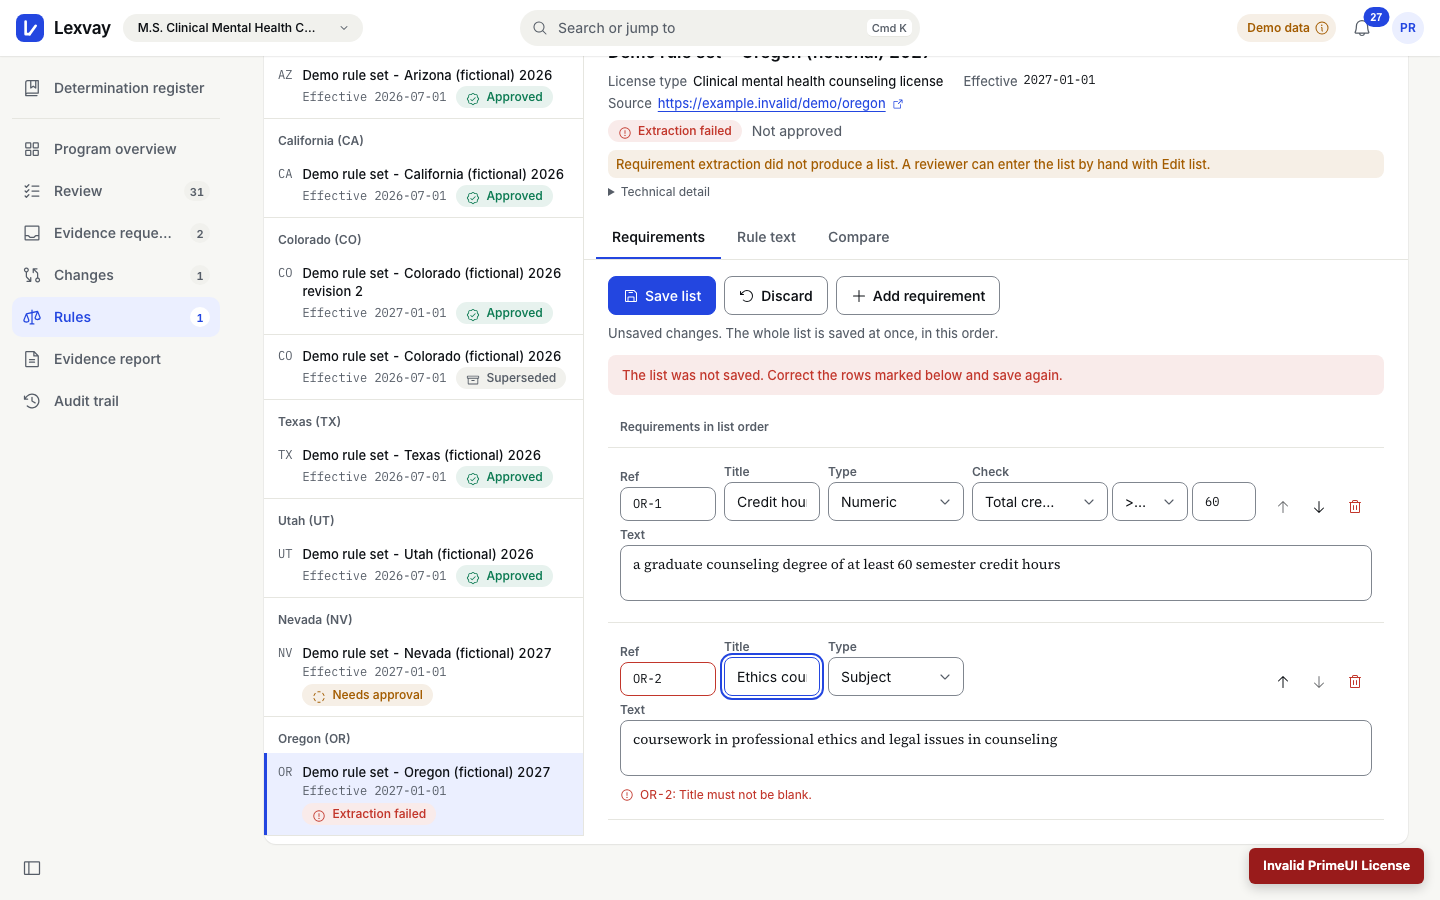 Lexvay
M.S. Clinical Mental Health C...
Search or jump to
Cmd K
Demo data
27
PR
Determination register
Program overview
Review 31
Evidence reque... 2
Changes 1
Rules 1
Evidence report
Audit trail
AZ Demo rule set - Arizona (fictional) 2026
Effective 2026-07-01 Approved
California (CA)
CA Demo rule set - California (fictional) 2026
Effective 2026-07-01 Approved
Colorado (CO)
CO Demo rule set - Colorado (fictional) 2026
revision 2
Effective 2027-01-01 Approved
CO Demo rule set - Colorado (fictional) 2026
Effective 2026-07-01 Superseded
Texas (TX)
TX Demo rule set - Texas (fictional) 2026
Effective 2026-07-01 Approved
Utah (UT)
UT Demo rule set - Utah (fictional) 2026
Effective 2026-07-01 Approved
Nevada (NV)
NV Demo rule set - Nevada (fictional) 2027
Effective 2027-01-01
Needs approval
Oregon (OR)
OR Demo rule set - Oregon (fictional) 2027
Effective 2027-01-01
Extraction failed
Demo rule set - Oregon (fictional) 2027
License type Clinical mental health counseling license Effective 2027-01-01
Source https://example.invalid/demo/oregon
Extraction failed Not approved
Requirement extraction did not produce a list. A reviewer can enter the list by hand with Edit list.
Technical detail
Requirements Rule text Compare
Save list Discard Add requirement
Unsaved changes. The whole list is saved at once, in this order.
The list was not saved. Correct the rows marked below and save again.
Requirements in list order
Ref Title Type Check
OR-1 Credit hou Numeric Total cre... >... 60
Text
a graduate counseling degree of at least 60 semester credit hours
Ref Title Type
OR-2 Ethics cou Subject
Text
coursework in professional ethics and legal issues in counseling
OR-2: Title must not be blank.
Invalid PrimeUI License